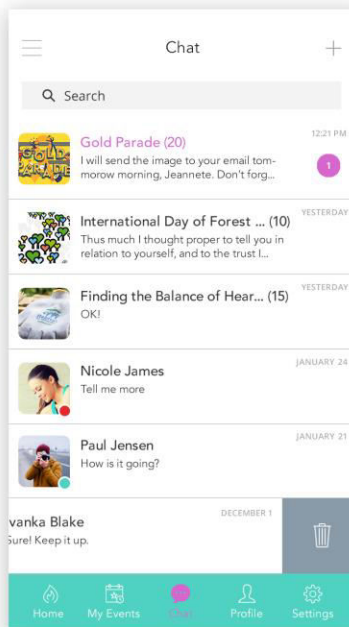 Chat
Search
12:21 PM
Gold Parade (20)
I will send the image to your email tom-
morow morning, Jeannete. Don't forg...
1
YESTERDAY
International Day of Forest ... (10)
Thus much I thought proper to tell you in
relation to yourself, and to the trust I...
YESTERDAY
Finding the Balance of Hear... (15)
OK!
JANUARY 24
Nicole James
Tell me more
JANUARY 21
Paul Jensen
How is it going?
DECEMBER 1
vanka Blake
Sure! Keep it up.
Home My Events Chat Profile Settings